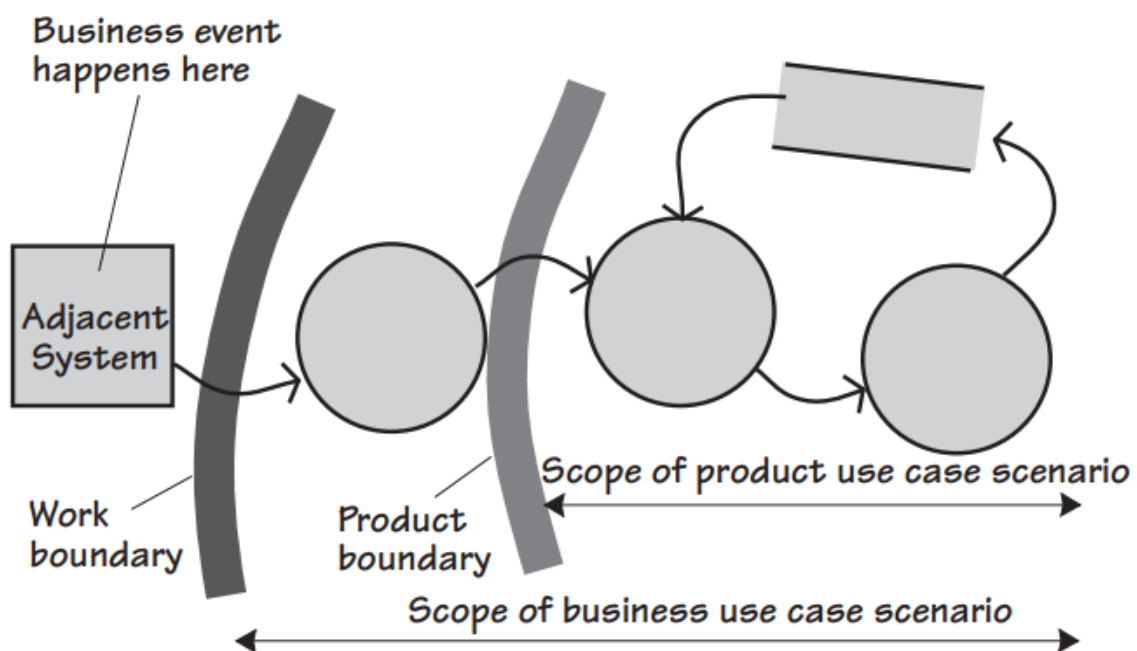 Business event
happens here
Adjacent
System
Work
boundary
Product
boundary
Scope of product use case scenario
Scope of business use case scenario